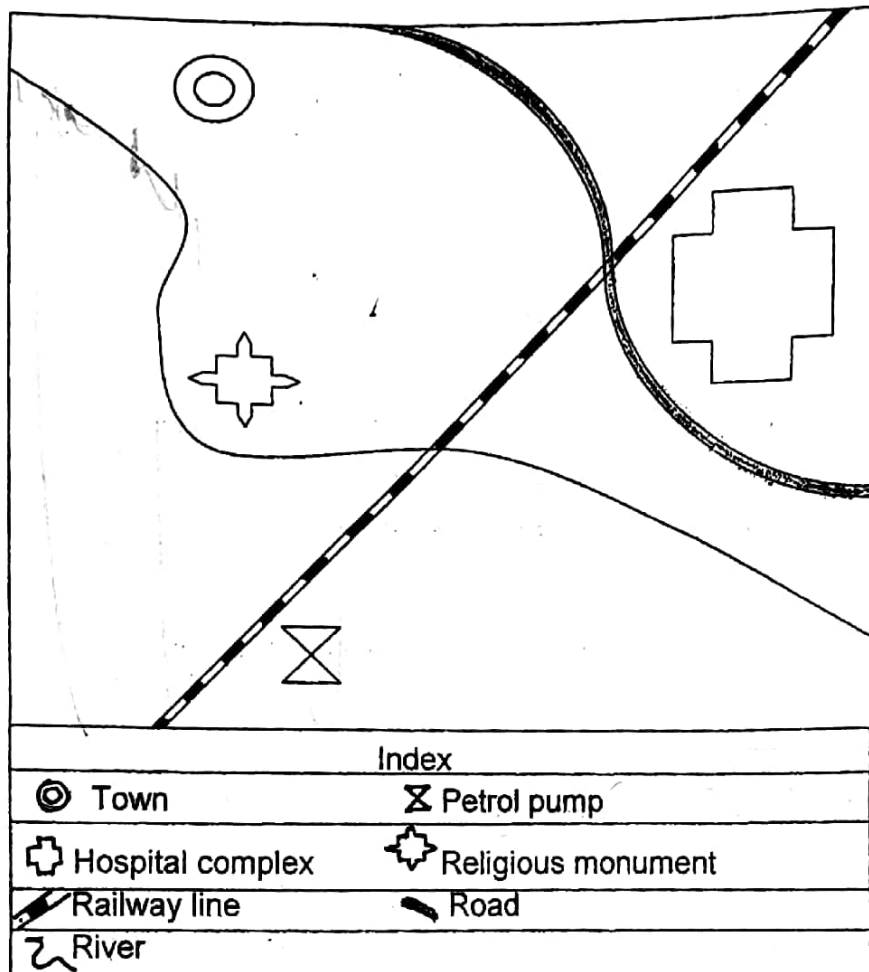 Index
Town Petrol pump
Hospital complex Religious monument
Railway line Road
River